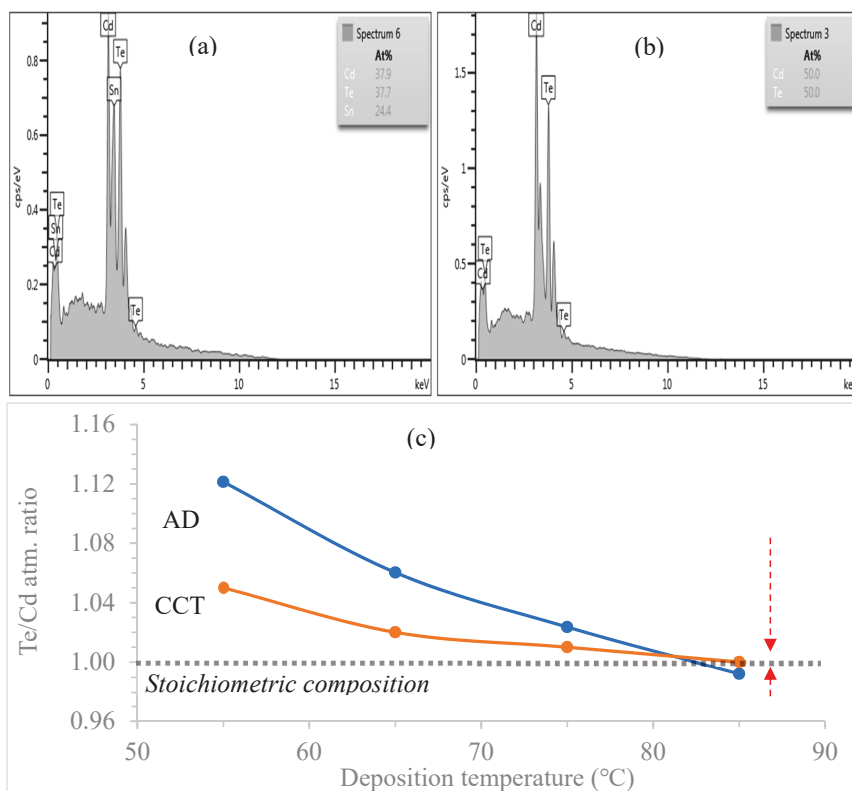 (a)
Spectrum 6
At%
Cd 37.9
Te 37.7
Sn 24.4
Cd
Te
Sn
Te
Sn
Cd
Te
cps/eV
0.8
0.6
0.4
0.2
0
0 5 10 15 keV
(b)
Spectrum 3
At%
Cd 50.0
Te 50.0
Cd
Te
Te
Cd
Te
cps/eV
1.5
1
0.5
0
0 5 10 15 ke
(c)
Te/Cd atm. ratio
1.16
1.12
1.08
1.04
1.00
0.96
AD
CCT
Stoichiometric composition
50 60 70 80 90
Deposition temperature (℃)